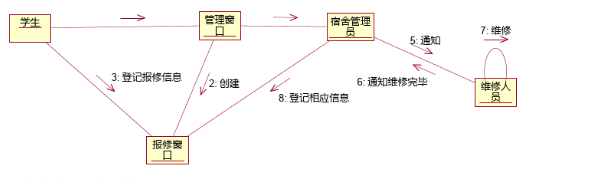 学生
管理窗
口
宿舍管理
员
5: 通知
7: 维修
3: 登记报修信息
2: 创建
6: 通知维修完毕
8: 登记相应信息
维修人
员
报修窗
口